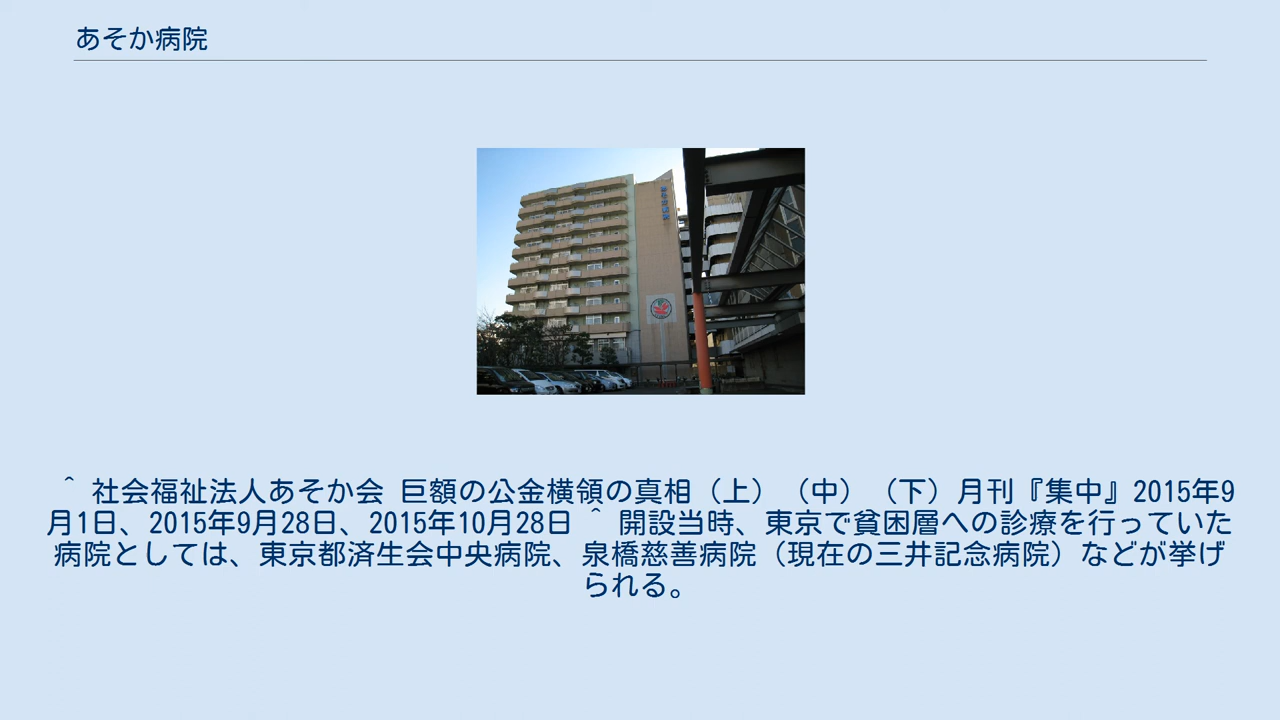 あそか病院
^ 社会福祉法人あそか会 巨額の公金横領の真相（上）（中）（下）月刊『集中』2015年9
月1日、2015年9月28日、2015年10月28日 ^ 開設当時、東京で貧困層への診療を行っていた
病院としては、東京都済生会中央病院、泉橋慈善病院（現在の三井記念病院）などが挙げ
られる。